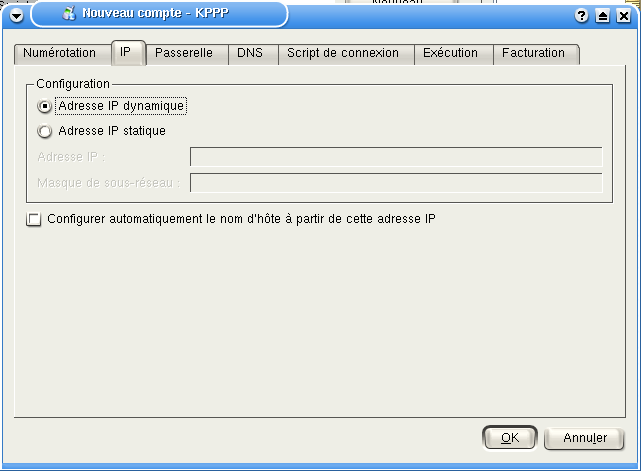 Nouveau
Nouveau compte - KPPP
Numérotation IP Passerelle DNS Script de connexion Exécution Facturation
Configuration
Adresse IP dynamique
Adresse IP statique
Adresse IP :
Masque de sous-réseau :
Configurer automatiquement le nom d'hôte à partir de cette adresse IP
OK Annuler